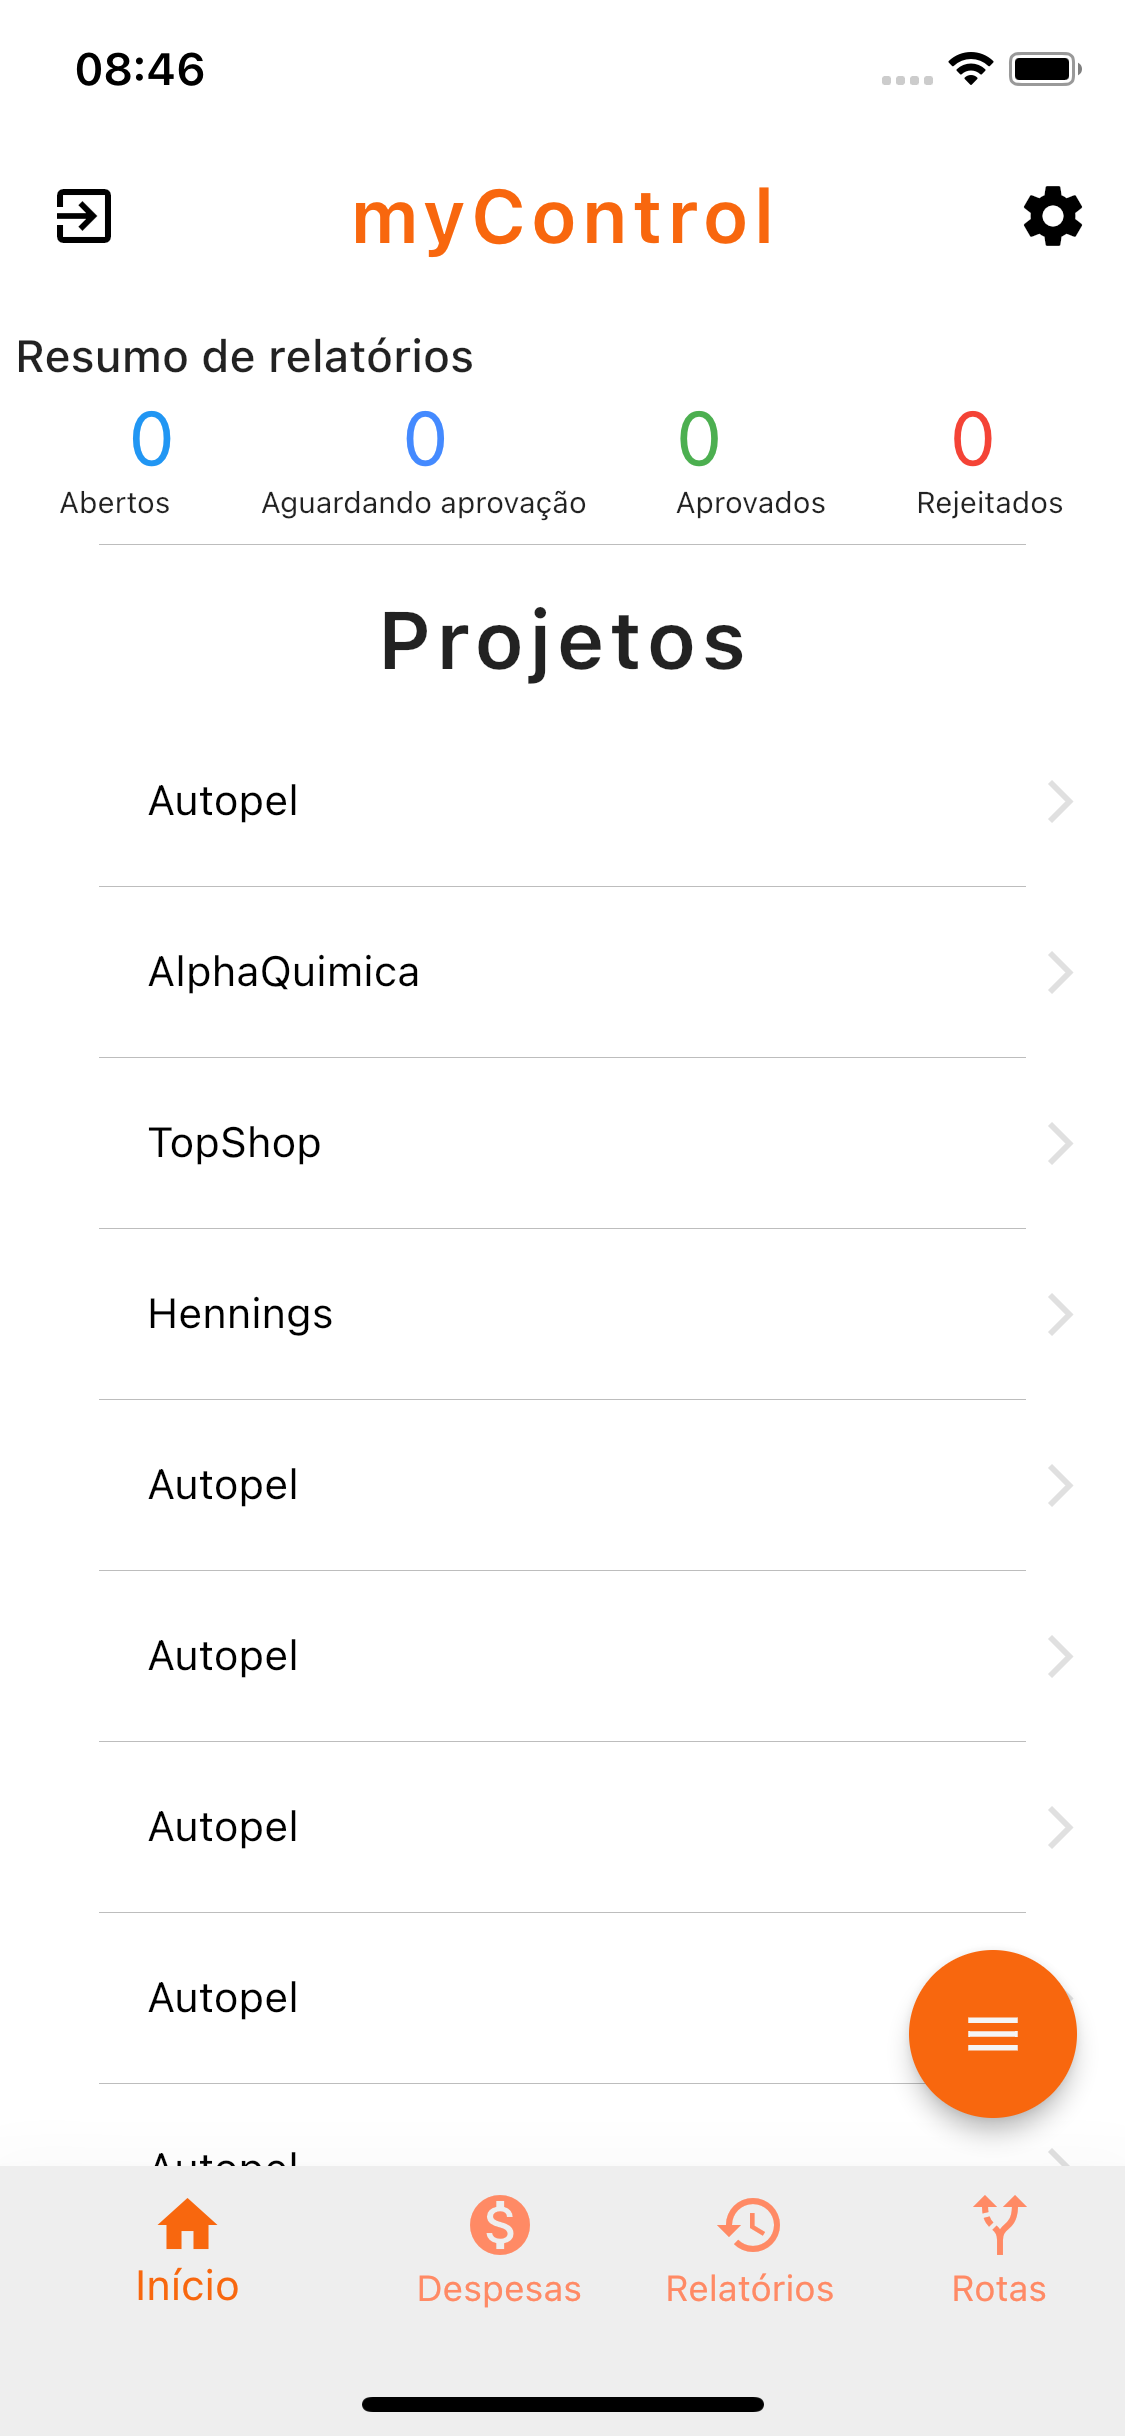 08:46
myControl
Resumo de relatórios
0 0 0 0
Abertos Aguardando aprovação Aprovados Rejeitados
Projetos
Autopel
AlphaQuimica
TopShop
Hennings
Autopel
Autopel
Autopel
Autopel
Autopel
Início Despesas Relatórios Rotas